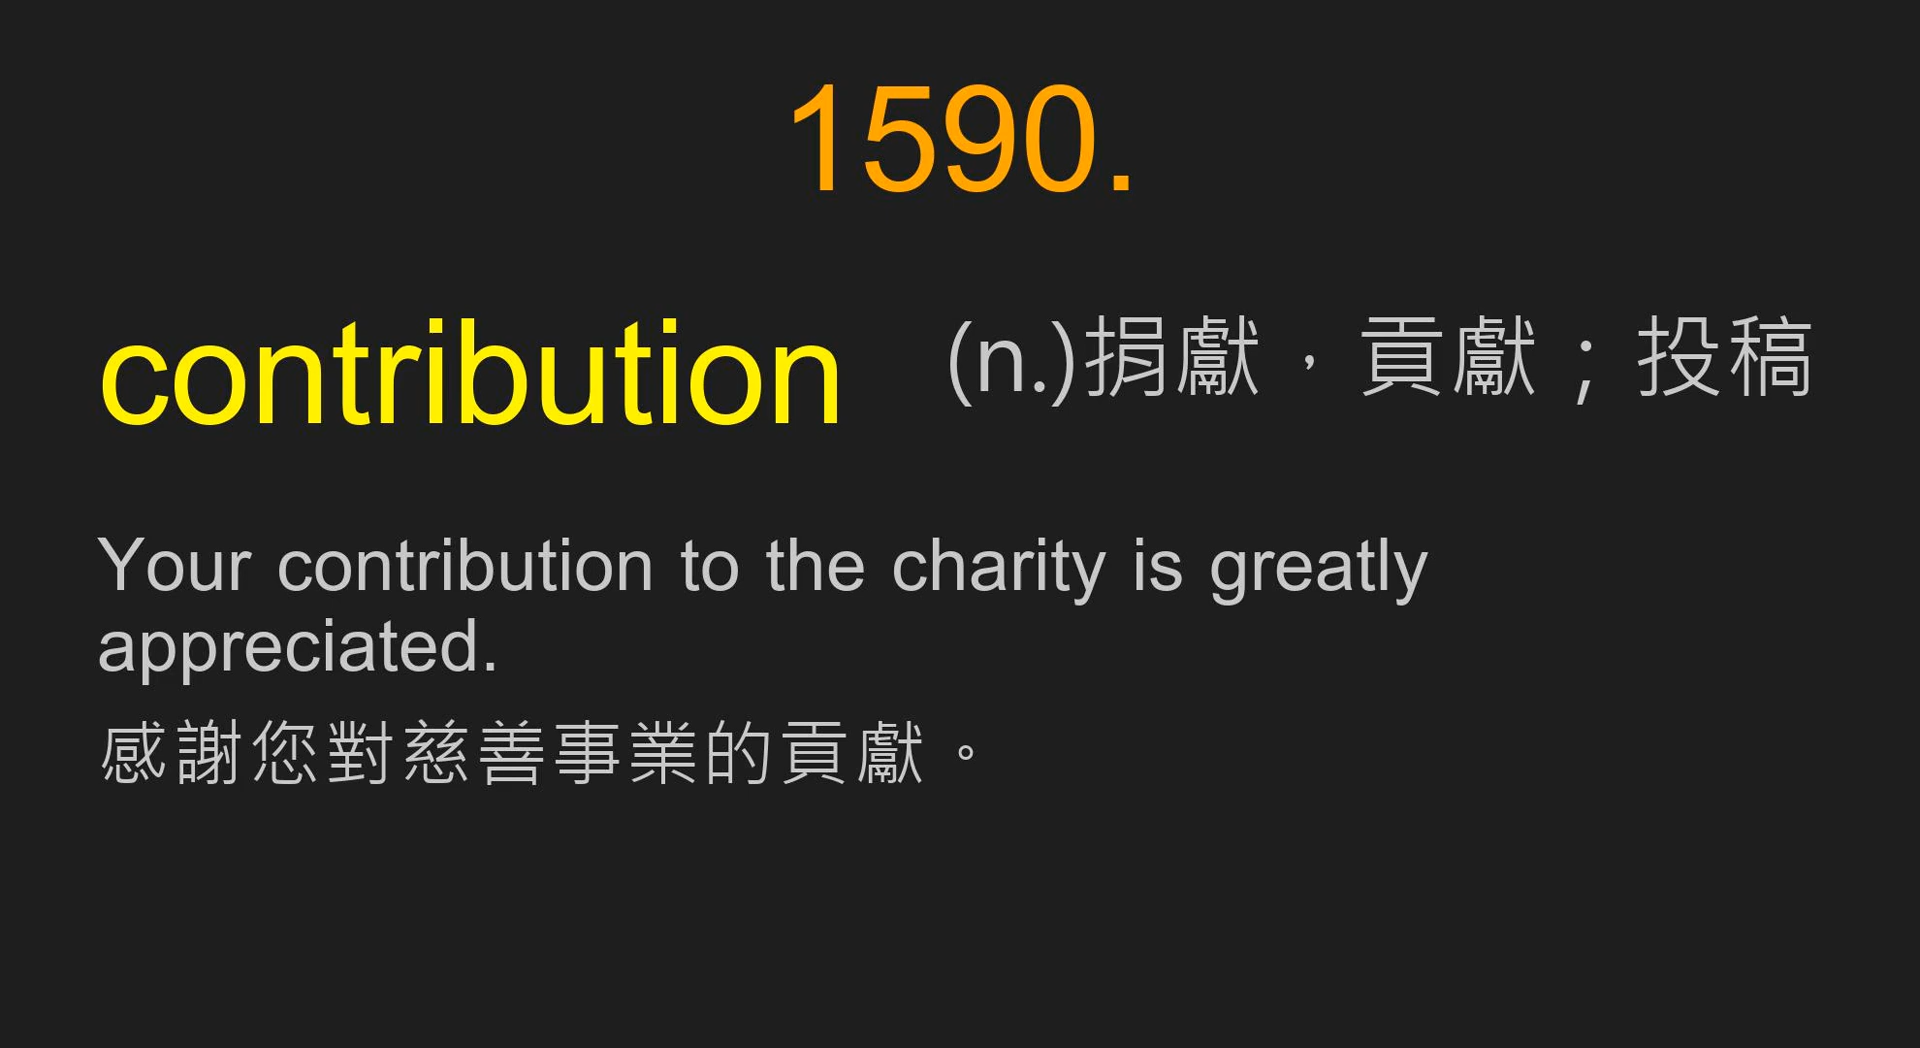 1590.
contribution (n.)捐獻，貢獻；投稿
Your contribution to the charity is greatly
appreciated.
感謝您對慈善事業的貢獻。